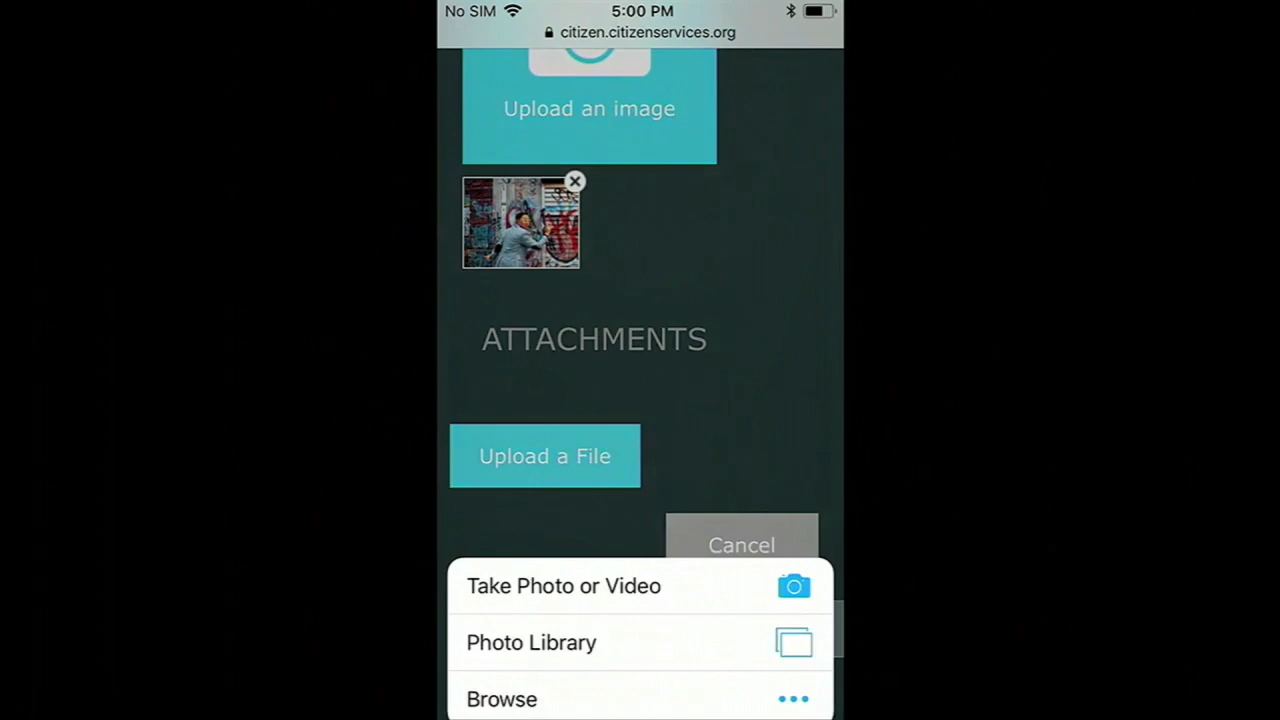 No SIM 5:00 PM
citizen.citizenservices.org
Upload an image
ATTACHMENTS
Upload a File
Cancel
Take Photo or Video
Photo Library
Browse